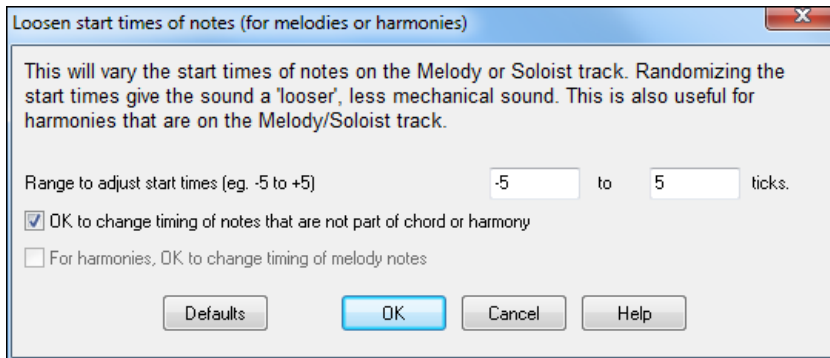 Loosen start times of notes (for melodies or harmonies)
This will vary the start times of notes on the Melody or Soloist track. Randomizing the
start times give the sound a 'looser', less mechanical sound. This is also useful for
harmonies that are on the Melody/Soloist track.
Range to adjust start times (eg. -5 to +5) -5 to 5 ticks.
OK to change timing of notes that are not part of chord or harmony
For harmonies, OK to change timing of melody notes
Defaults OK Cancel Help